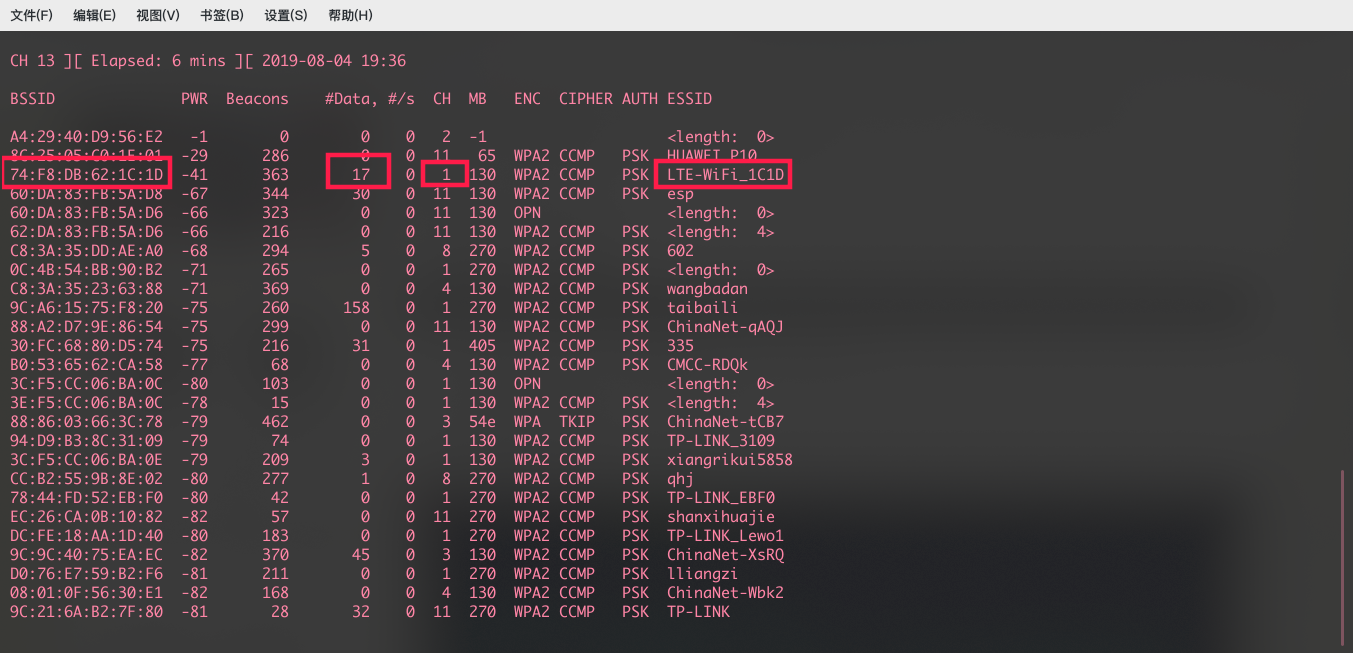 文件(F) 编辑(E) 视图(V) 书签(B) 设置(S) 帮助(H)
CH 13 ][ Elapsed: 6 mins ][ 2019-08-04 19:36
BSSID PWR Beacons #Data, #/s CH MB ENC CIPHER AUTH ESSID
A4:29:40:D9:56:E2 -1 0 0 0 2 -1 <length: 0>
8C:25:05:C0:1E:01 -29 286 0 0 11 65 WPA2 CCMP PSK HUAWEI P10
74:F8:DB:62:1C:1D -41 363 17 0 1 130 WPA2 CCMP PSK LTE-WiFi_1C1D
60:DA:83:FB:5A:D8 -67 344 30 0 11 130 WPA2 CCMP PSK esp
60:DA:83:FB:5A:D6 -66 323 0 0 11 130 OPN <length: 0>
62:DA:83:FB:5A:D6 -66 216 0 0 11 130 WPA2 CCMP PSK <length: 4>
C8:3A:35:DD:AE:A0 -68 294 5 0 8 270 WPA2 CCMP PSK 602
0C:4B:54:BB:90:B2 -71 265 0 0 1 270 WPA2 CCMP PSK <length: 0>
C8:3A:35:23:63:88 -71 369 0 0 4 130 WPA2 CCMP PSK wangbadan
9C:A6:15:75:F8:20 -75 260 158 0 1 270 WPA2 CCMP PSK taibaili
88:A2:D7:9E:86:54 -75 299 0 0 11 130 WPA2 CCMP PSK ChinaNet-qAQJ
30:FC:68:80:D5:74 -75 216 31 0 1 405 WPA2 CCMP PSK 335
B0:53:65:62:CA:58 -77 68 0 0 4 130 WPA2 CCMP PSK CMCC-RDQk
3C:F5:CC:06:BA:0C -80 103 0 0 1 130 OPN <length: 0>
3E:F5:CC:06:BA:0C -78 15 0 0 1 130 WPA2 CCMP PSK <length: 4>
88:86:03:66:3C:78 -79 462 0 0 3 54e WPA TKIP PSK ChinaNet-tCB7
94:D9:B3:8C:31:09 -79 74 0 0 1 130 WPA2 CCMP PSK TP-LINK_3109
3C:F5:CC:06:BA:0E -79 209 3 0 1 130 WPA2 CCMP PSK xiangrikui5858
CC:B2:55:9B:8E:02 -80 277 1 0 8 270 WPA2 CCMP PSK qhj
78:44:FD:52:EB:F0 -80 42 0 0 1 270 WPA2 CCMP PSK TP-LINK_EBF0
EC:26:CA:0B:10:82 -82 57 0 0 11 270 WPA2 CCMP PSK shanxihuajie
DC:FE:18:AA:1D:40 -80 183 0 0 1 270 WPA2 CCMP PSK TP-LINK_Lewo1
9C:9C:40:75:EA:EC -82 370 45 0 3 130 WPA2 CCMP PSK ChinaNet-XsRQ
D0:76:E7:59:B2:F6 -81 211 0 0 1 270 WPA2 CCMP PSK lliangzi
08:01:0F:56:30:E1 -82 168 0 0 4 130 WPA2 CCMP PSK ChinaNet-Wbk2
9C:21:6A:B2:7F:80 -81 28 32 0 11 270 WPA2 CCMP PSK TP-LINK